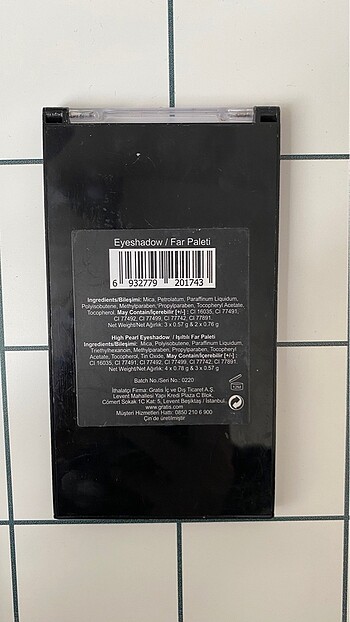 Eyeshadow / Far Paleti
6 932779 201743
Ingredients/Bileşimi: Mica, Petrolatum, Paraffinum Liquidum,
Polyisobutene, Methylparaben, Propylparaben, Tocopheryl Acetate,
Tocopherol, May Contain/İçerebilir [+/-] : CI 16035, CI 77491,
CI 77492, CI 77499, CI 77742, CI 77891.
Net Weight/Net Ağırlık: 3 x 0.57 g & 2 x 0.76 g
High Pearl Eyeshadow / Işıltılı Far Paleti
Ingredients/Bileşimi: Mica, Polyisobutene, Paraffinum Liquidum,
Triethylhexanoin, Methylparaben, Propylparaben, Tocopheryl
Acetate, Tocopherol, Tin Oxide, May Contain/İçerebilir [+/-]
: CI 16035, CI 77491, CI 77499, CI 77742, CI 77891.
Net Weight/Net Ağırlık: 4 x 0.78 g & 3 x 0.57 g
Batch No./Seri No.: 0220
İthalatçı Firma: Gratis İç ve Dış Ticaret A.Ş.
Levent Mahallesi Yapı Kredi Plaza C Blok,
Cömert Sokak 1C Kat: 5, Levent Beşiktaş / İstanbul.
www.gratis.com
Müşteri Hizmetleri Hattı: 0850 210 6 900
Çin de üretilmiştir